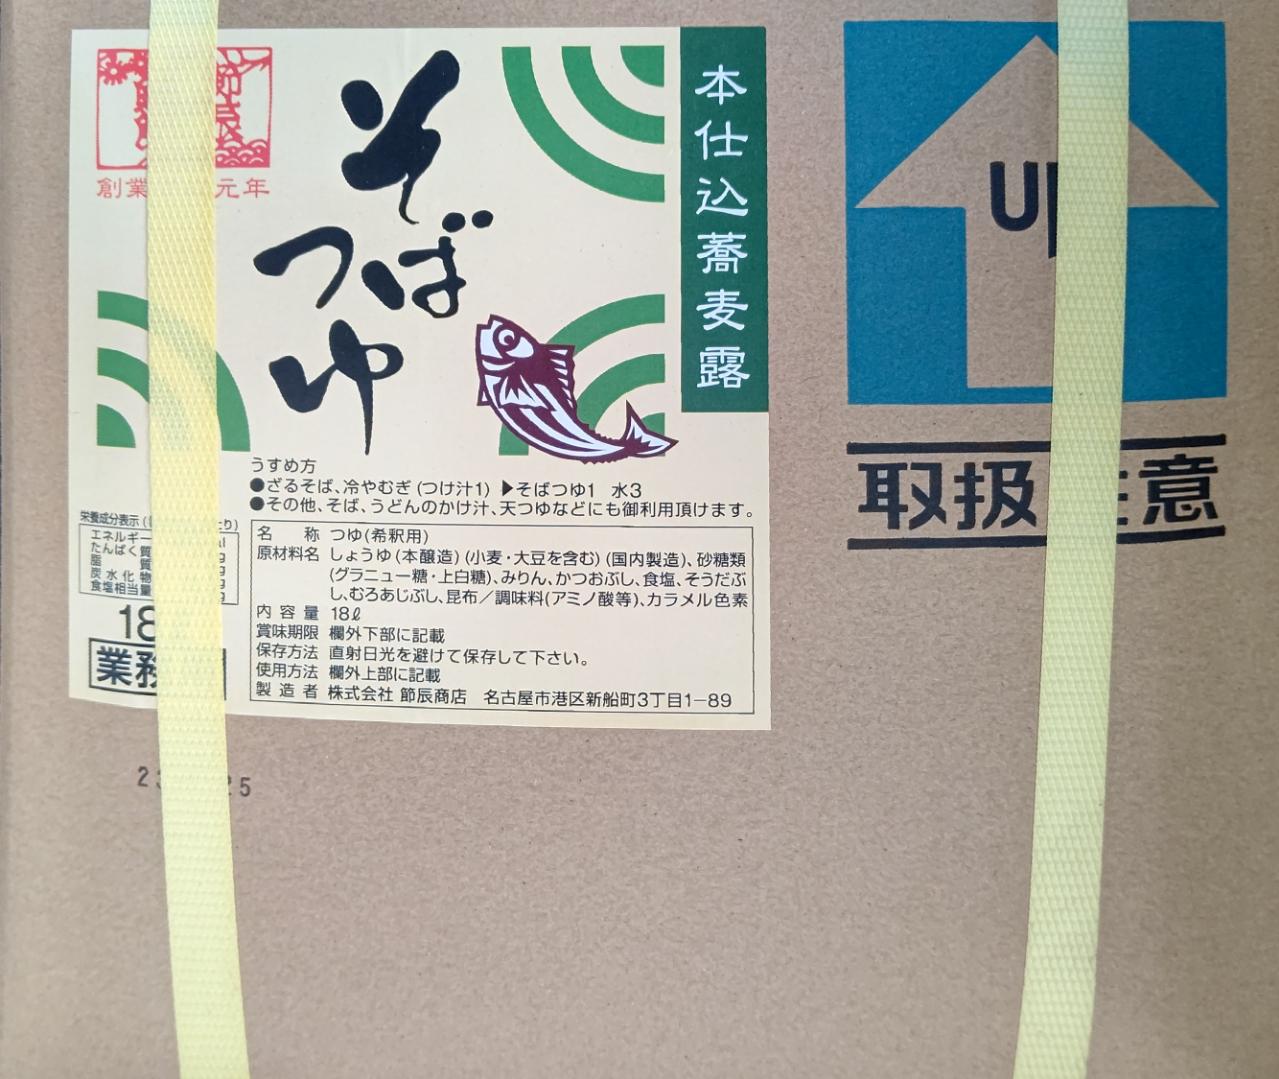 創業 元年
そばつゆ
本仕込蕎麦露
うすめ方
●ざるそば、冷やむぎ (つけ汁1) ▶そばつゆ1 水3
●その他、そば、うどんのかけ汁、天つゆなどにも御利用頂けます。
栄養成分表示
エネルギー
たんぱく質
脂質
炭水化物
食塩相当量
18
業務
名称 つゆ(希釈用)
原材料名 しょうゆ(本醸造)(小麦・大豆を含む)(国内製造)、砂糖類
(グラニュー糖・上白糖)、みりん、かつおぶし、食塩、そうだぶ
し、むろあじぶし、昆布／調味料(アミノ酸等)、カラメル色素
内容量 18ℓ
賞味期限 欄外下部に記載
保存方法 直射日光を避けて保存して下さい。
使用方法 欄外上部に記載
製造者 株式会社 節辰商店 名古屋市港区新船町3丁目1-89
UP
取扱注意